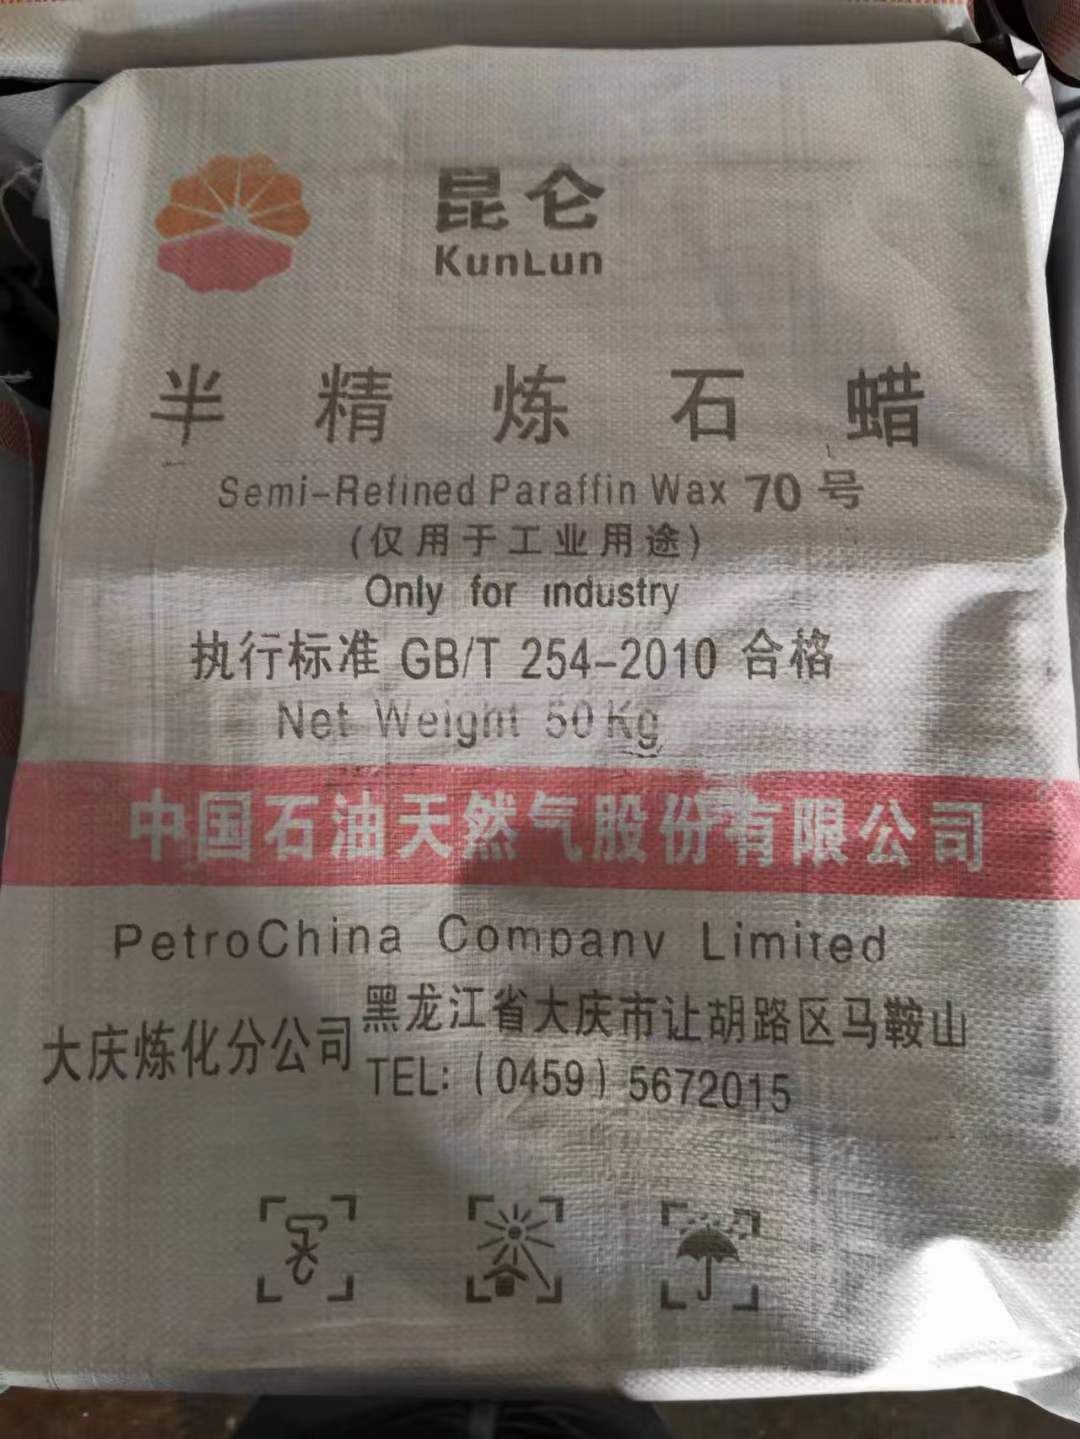 昆仑
KunLun
半精炼石蜡
Semi-Refined Paraffin Wax 70号
(仅用于工业用途)
Only for industry
执行标准 GB/T 254-2010 合格
Net Weight 50Kg
中国石油天然气股份有限公司
PetroChina Company Limited
大庆炼化分公司
黑龙江省大庆市让胡路区马鞍山
TEL:(0459)5672015